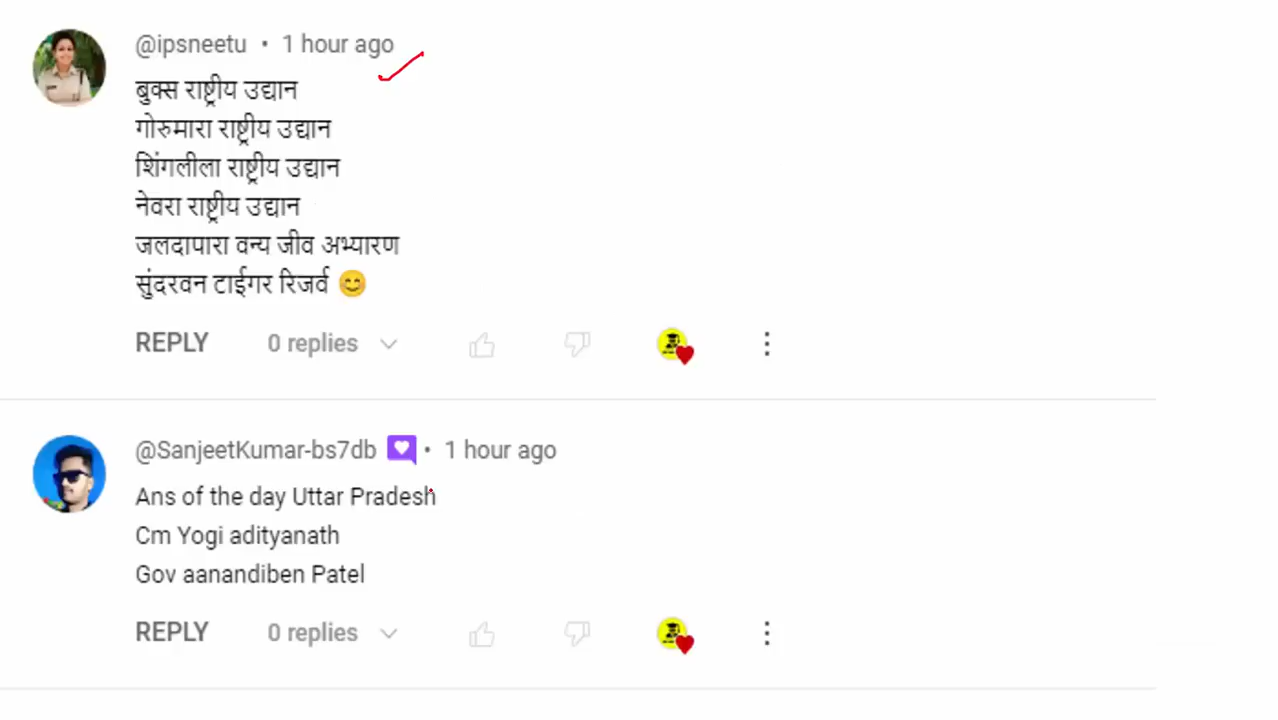 @ipsneetu • 1 hour ago
बुक्स राष्ट्रीय उद्यान
गोरुमारा राष्ट्रीय उद्यान
शिंगलीला राष्ट्रीय उद्यान
नेवरा राष्ट्रीय उद्यान
जलदापारा वन्य जीव अभ्यारण
सुंदरवन टाईगर रिजर्व 😊
REPLY 0 replies
@SanjeetKumar-bs7db • 1 hour ago
Ans of the day Uttar Pradesh
Cm Yogi adityanath
Gov aanandiben Patel
REPLY 0 replies